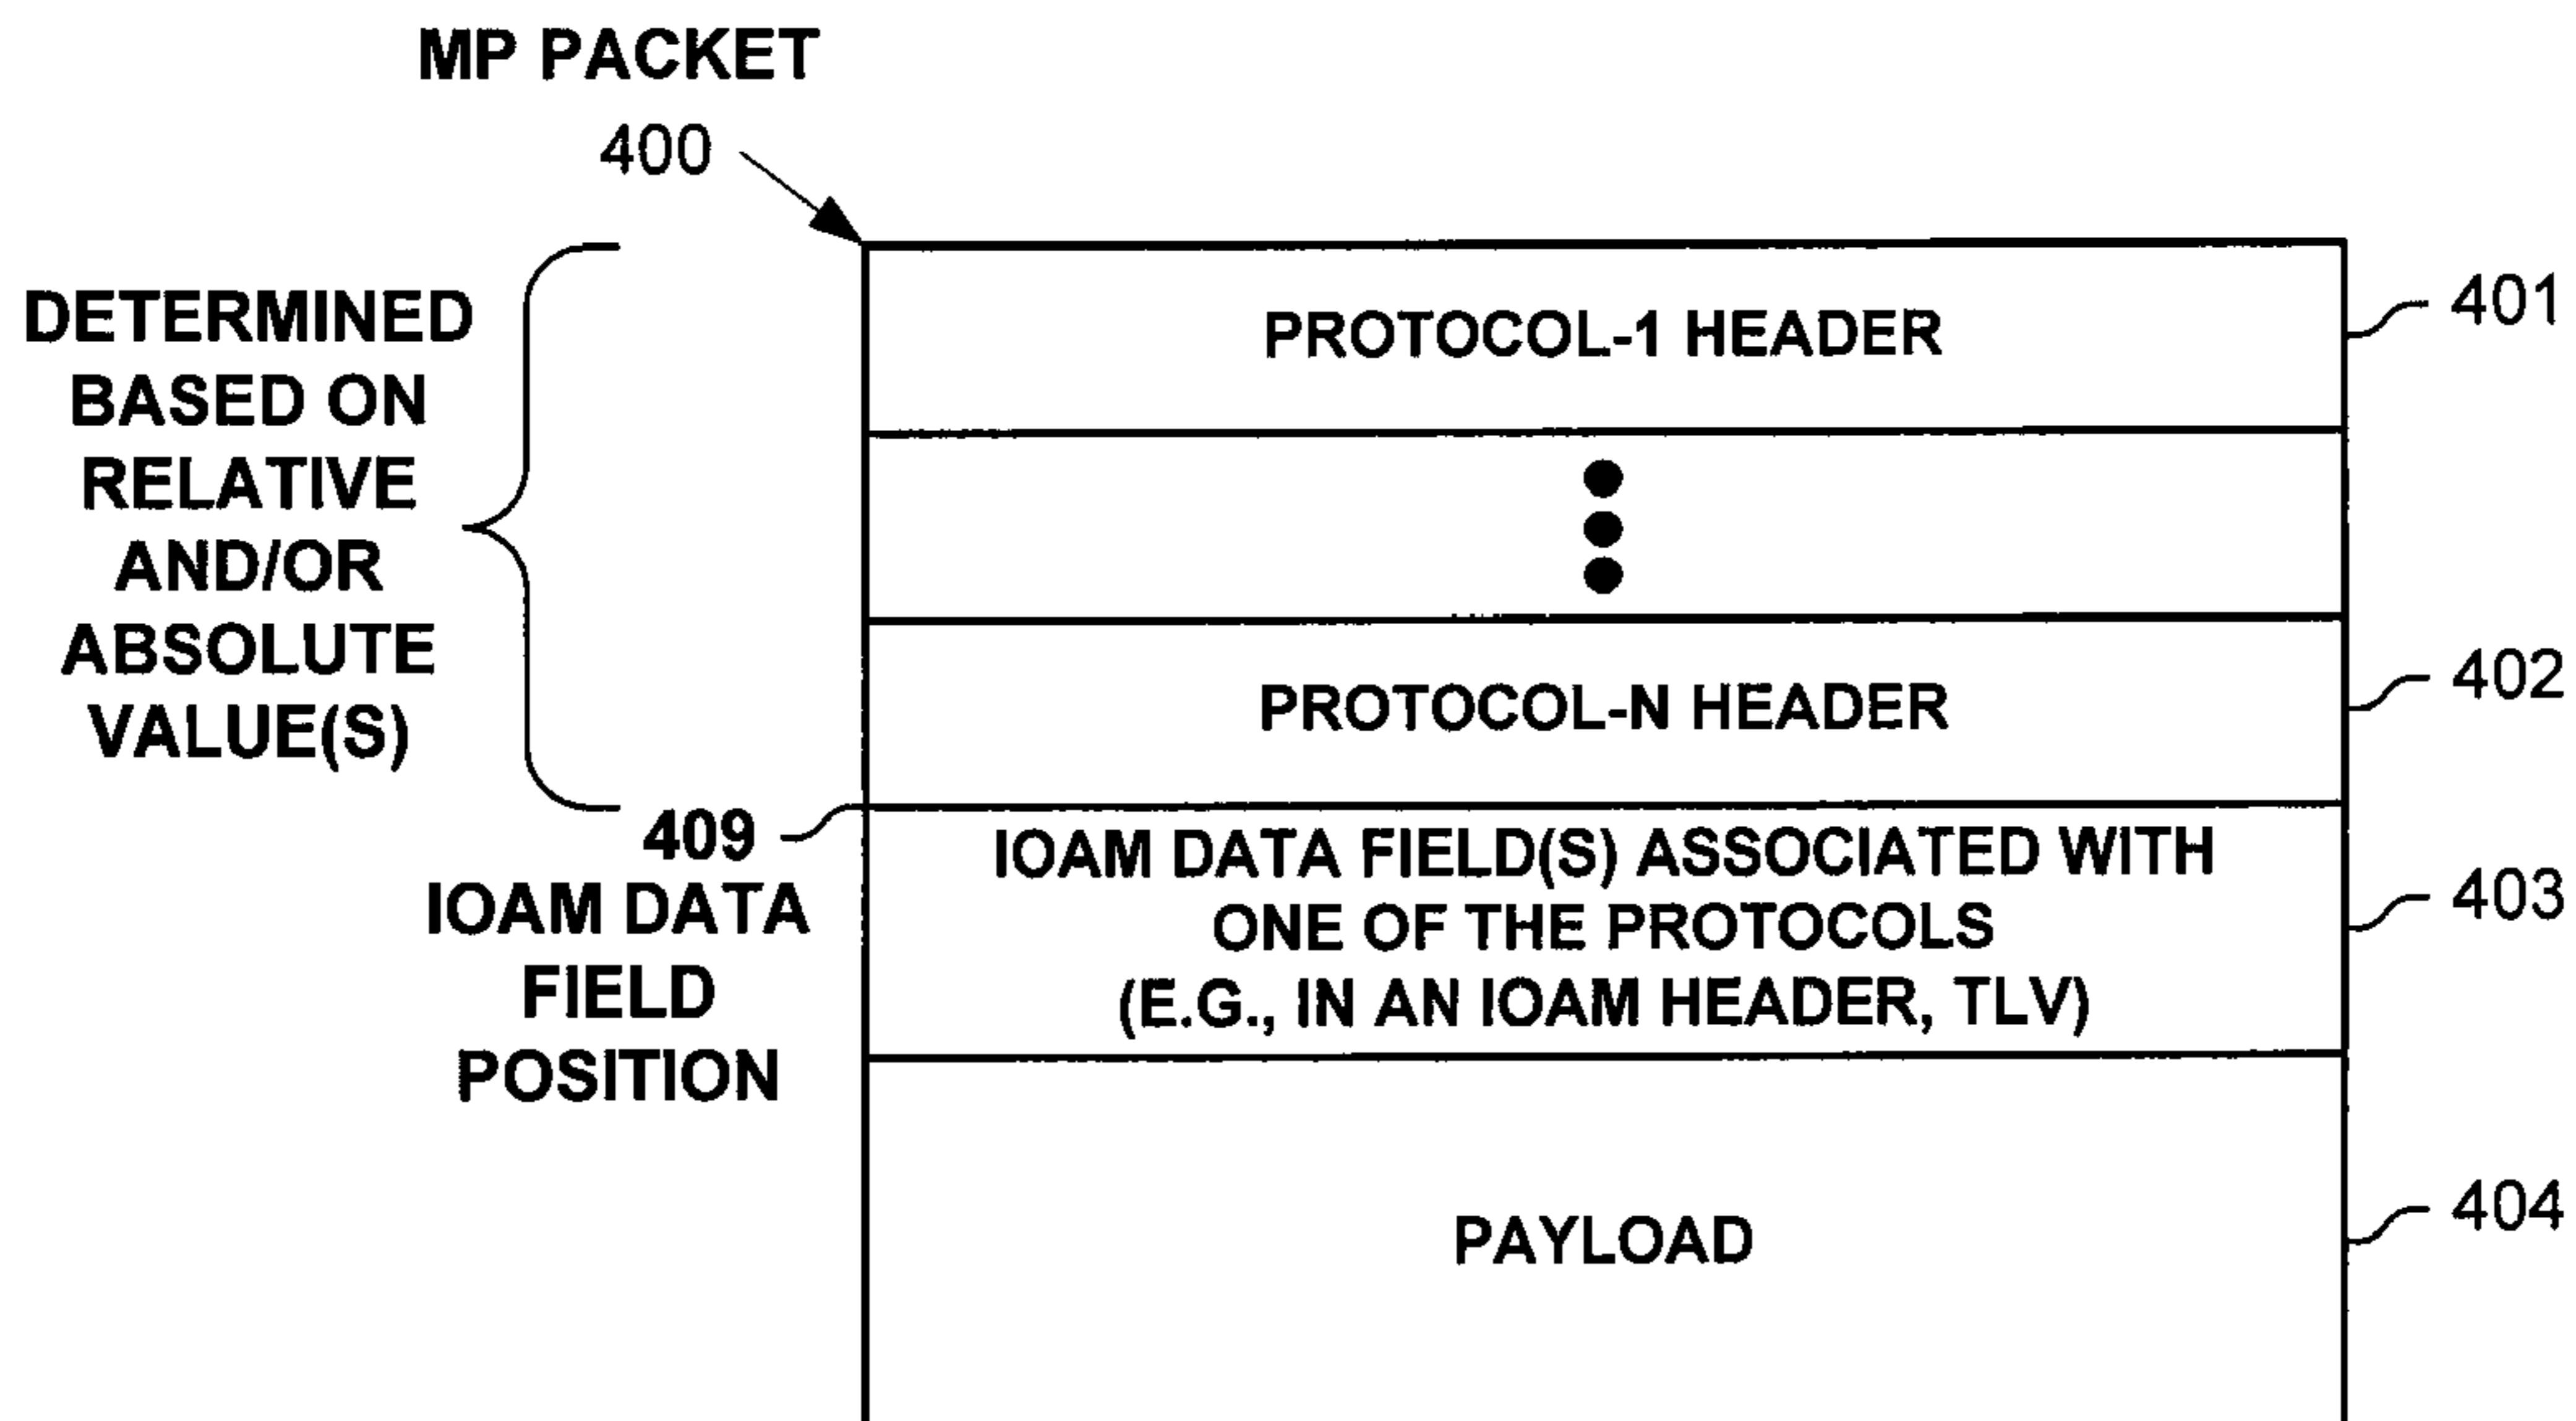 MP PACKET
400
DETERMINED
BASED ON
RELATIVE
AND/OR
ABSOLUTE
VALUE(S)
PROTOCOL-1 HEADER
401
PROTOCOL-N HEADER
402
409
IOAM DATA
FIELD
POSITION
IOAM DATA FIELD(S) ASSOCIATED WITH
ONE OF THE PROTOCOLS
(E.G., IN AN IOAM HEADER, TLV)
403
PAYLOAD
404